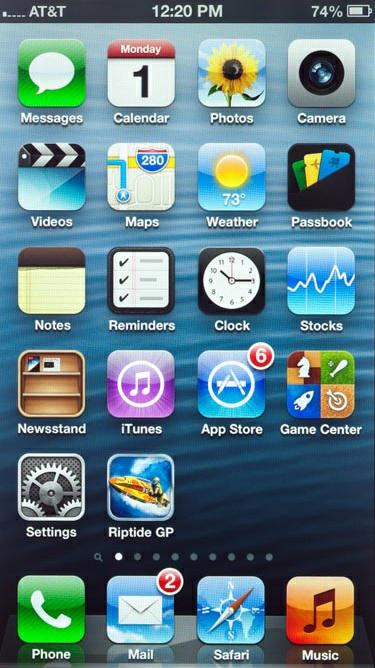 AT&T 12:20 PM 74%
Monday
1
280
73°
6
2
Messages Calendar Photos Camera
Videos Maps Weather Passbook
Notes Reminders Clock Stocks
Newsstand iTunes App Store Game Center
Settings Riptide GP
Phone Mail Safari Music